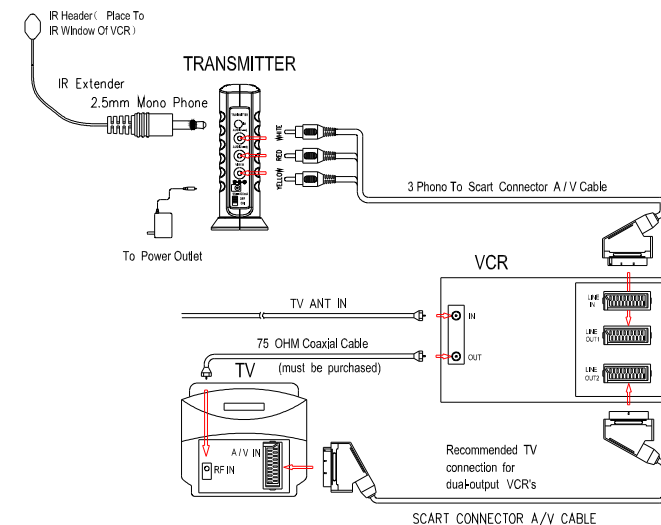 IR Header( Place To
IR Window Of VCR)
TRANSMITTER
IR Extender
2.5mm Mono Phone
WHITE
RED
YELLOW
3 Phono To Scart Connector A/V Cable
To Power Outlet
VCR
TV ANT IN
IN
LINE
IN
LINE
OUT1
75 OHM Coaxial Cable
(must be purchased)
OUT
LINE
OUT2
TV
A/V IN
RF IN
Recommended TV
connection for
dual-output VCR's
SCART CONNECTOR A/V CABLE